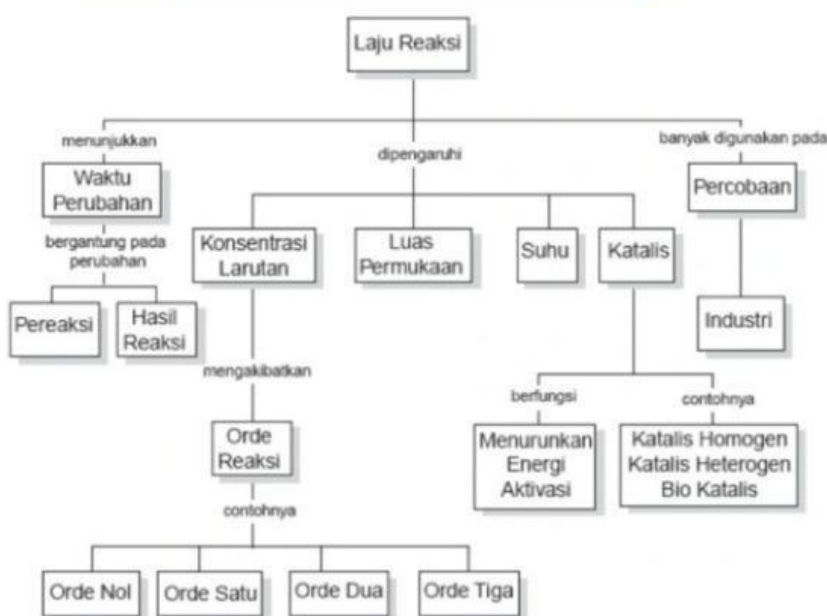 Laju Reaksi
menunjukkan
dipengaruhi
banyak digunakan pada
Waktu
Perubahan
Percobaan
bergantung pada
perubahan
Konsentrasi
Larutan
Luas
Permukaan
Suhu
Katalis
Pereaksi
Hasil
Reaksi
Industri
mengakibatkan
berfungsi
contohnya
Orde
Reaksi
Menurunkan
Energi
Aktivasi
Katalis Homogen
Katalis Heterogen
Bio Katalis
contohnya
Orde Nol
Orde Satu
Orde Dua
Orde Tiga